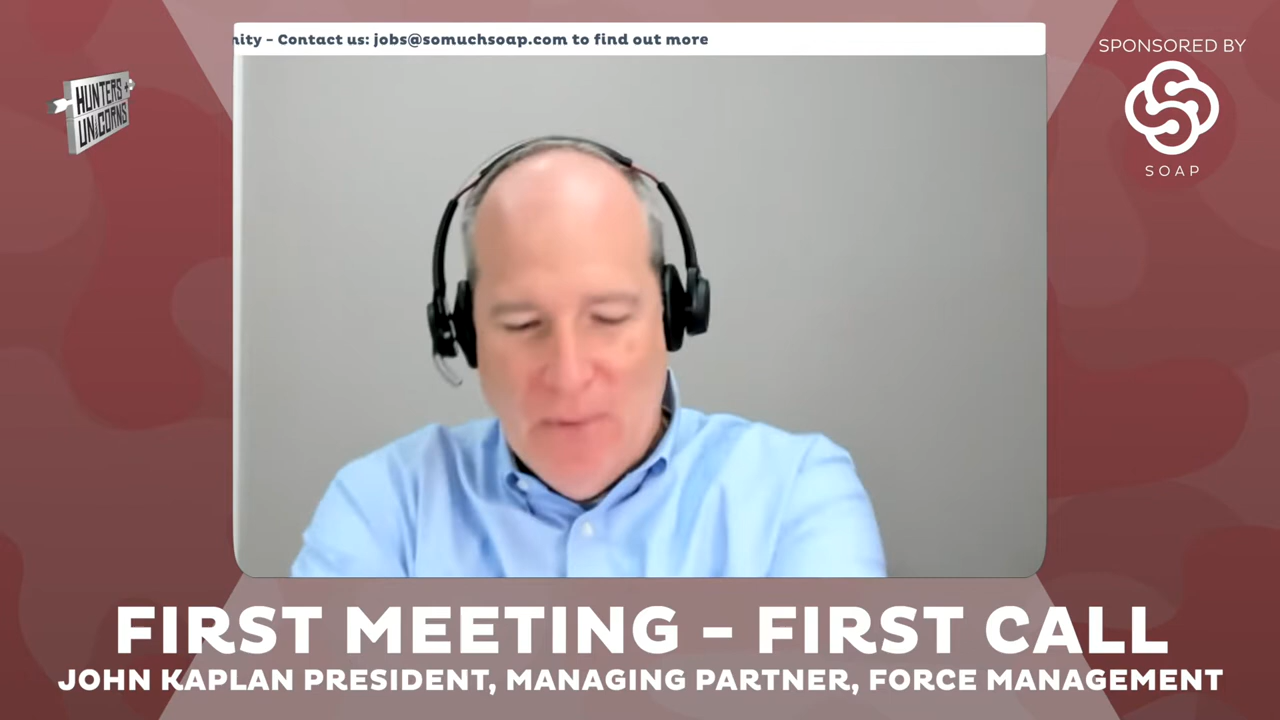 nity - Contact us: jobs@somuchsoap.com to find out more
SPONSORED BY
HUNTERS +
UNICORNS
SOAP
FIRST MEETING - FIRST CALL
JOHN KAPLAN PRESIDENT, MANAGING PARTNER, FORCE MANAGEMENT